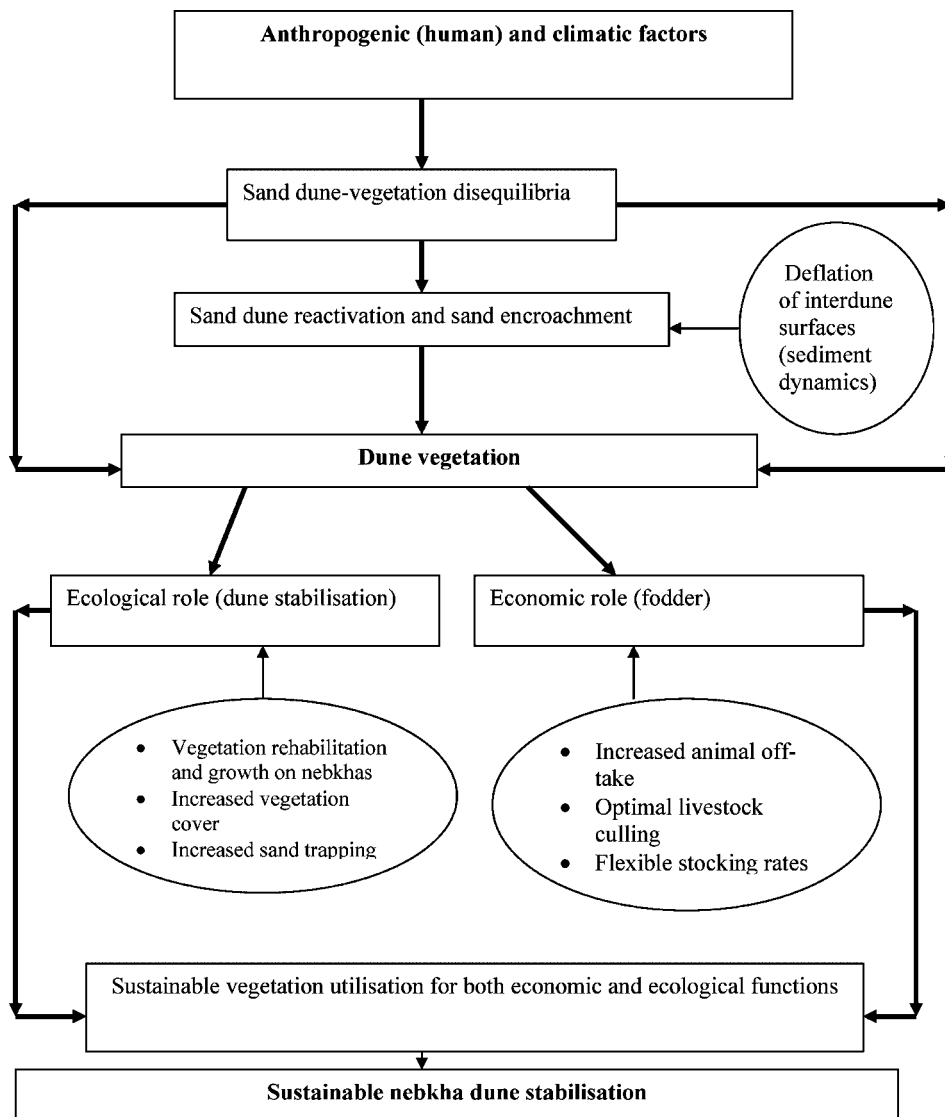 Anthropogenic (human) and climatic factors
Sand dune-vegetation disequilibria
Deflation
of interdune
surfaces
(sediment
dynamics)
Sand dune reactivation and sand encroachment
Dune vegetation
Ecological role (dune stabilisation)
Economic role (fodder)
• Vegetation rehabilitation
and growth on nebkhas
• Increased vegetation
cover
• Increased sand trapping
• Increased animal off-
take
• Optimal livestock
culling
• Flexible stocking rates
Sustainable vegetation utilisation for both economic and ecological functions
Sustainable nebkha dune stabilisation